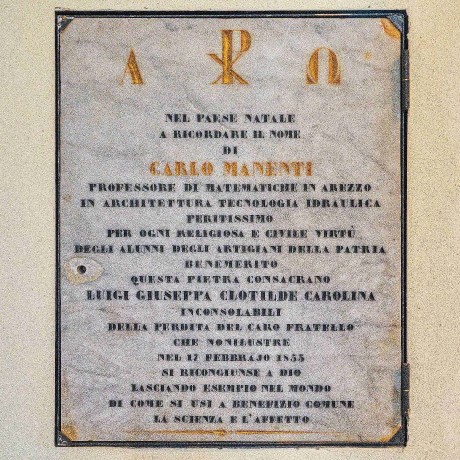 Α ☧ Ω
NEL PAESE NATALE
A RICORDARE IL NOME
DI
CARLO MANENTI
PROFESSORE DI MATEMATICHE IN AREZZO
IN ARCHITETTURA TECNOLOGIA IDRAULICA
PERITISSIMO
PER OGNI RELIGIOSA E CIVILE VIRTÙ
DEGLI ALUNNI DEGLI ARTIGIANI DELLA PATRIA
BENEMERITO
QUESTA PIETRA CONSACRANO
LUIGI GIUSEPPA CLOTILDE CAROLINA
INCONSOLABILI
DELLA PERDITA DEL CARO FRATELLO
CHE NONILUSTRE
NEL 17 FEBBRAJO 1855
SI RICONGIUNSE A DIO
LASCIANDO ESEMPIO NEL MONDO
DI COME SI USI A BENEFIZIO COMUNE
LA SCIENZA E L'AFFETTO